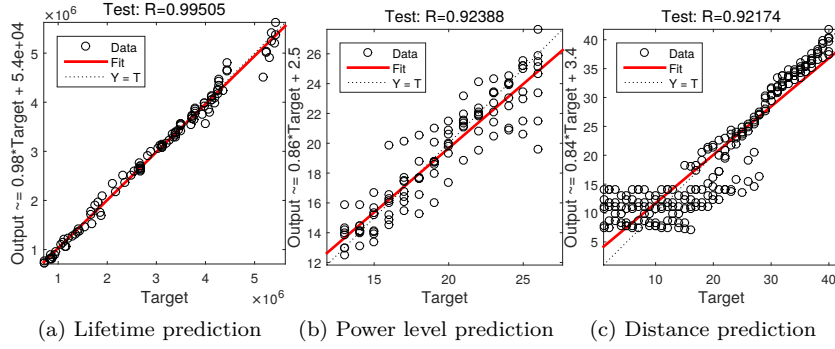 Test: R=0.99505
×10^6
Output ~= 0.98*Target + 5.4e+04
5
4
3
2
1
Data
Fit
Y = T
1 2 3 4 5
×10^6
Target
(a) Lifetime prediction
Test: R=0.92388
Output ~= 0.86*Target + 2.5
26
24
22
20
18
16
14
12
Data
Fit
Y = T
15 20 25
Target
(b) Power level prediction
Test: R=0.92174
Output ~= 0.84*Target + 3.4
40
35
30
25
20
15
10
5
Data
Fit
Y = T
10 20 30 40
Target
(c) Distance prediction